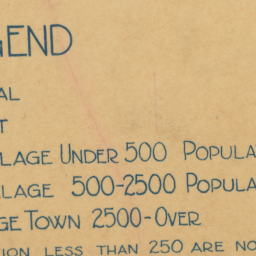 GEND
AL
T
LAGE UNDER 500 POPULA
LAGE 500-2500 POPULA
GE TOWN 2500-OVER
ION LESS THAN 250 ARE NO